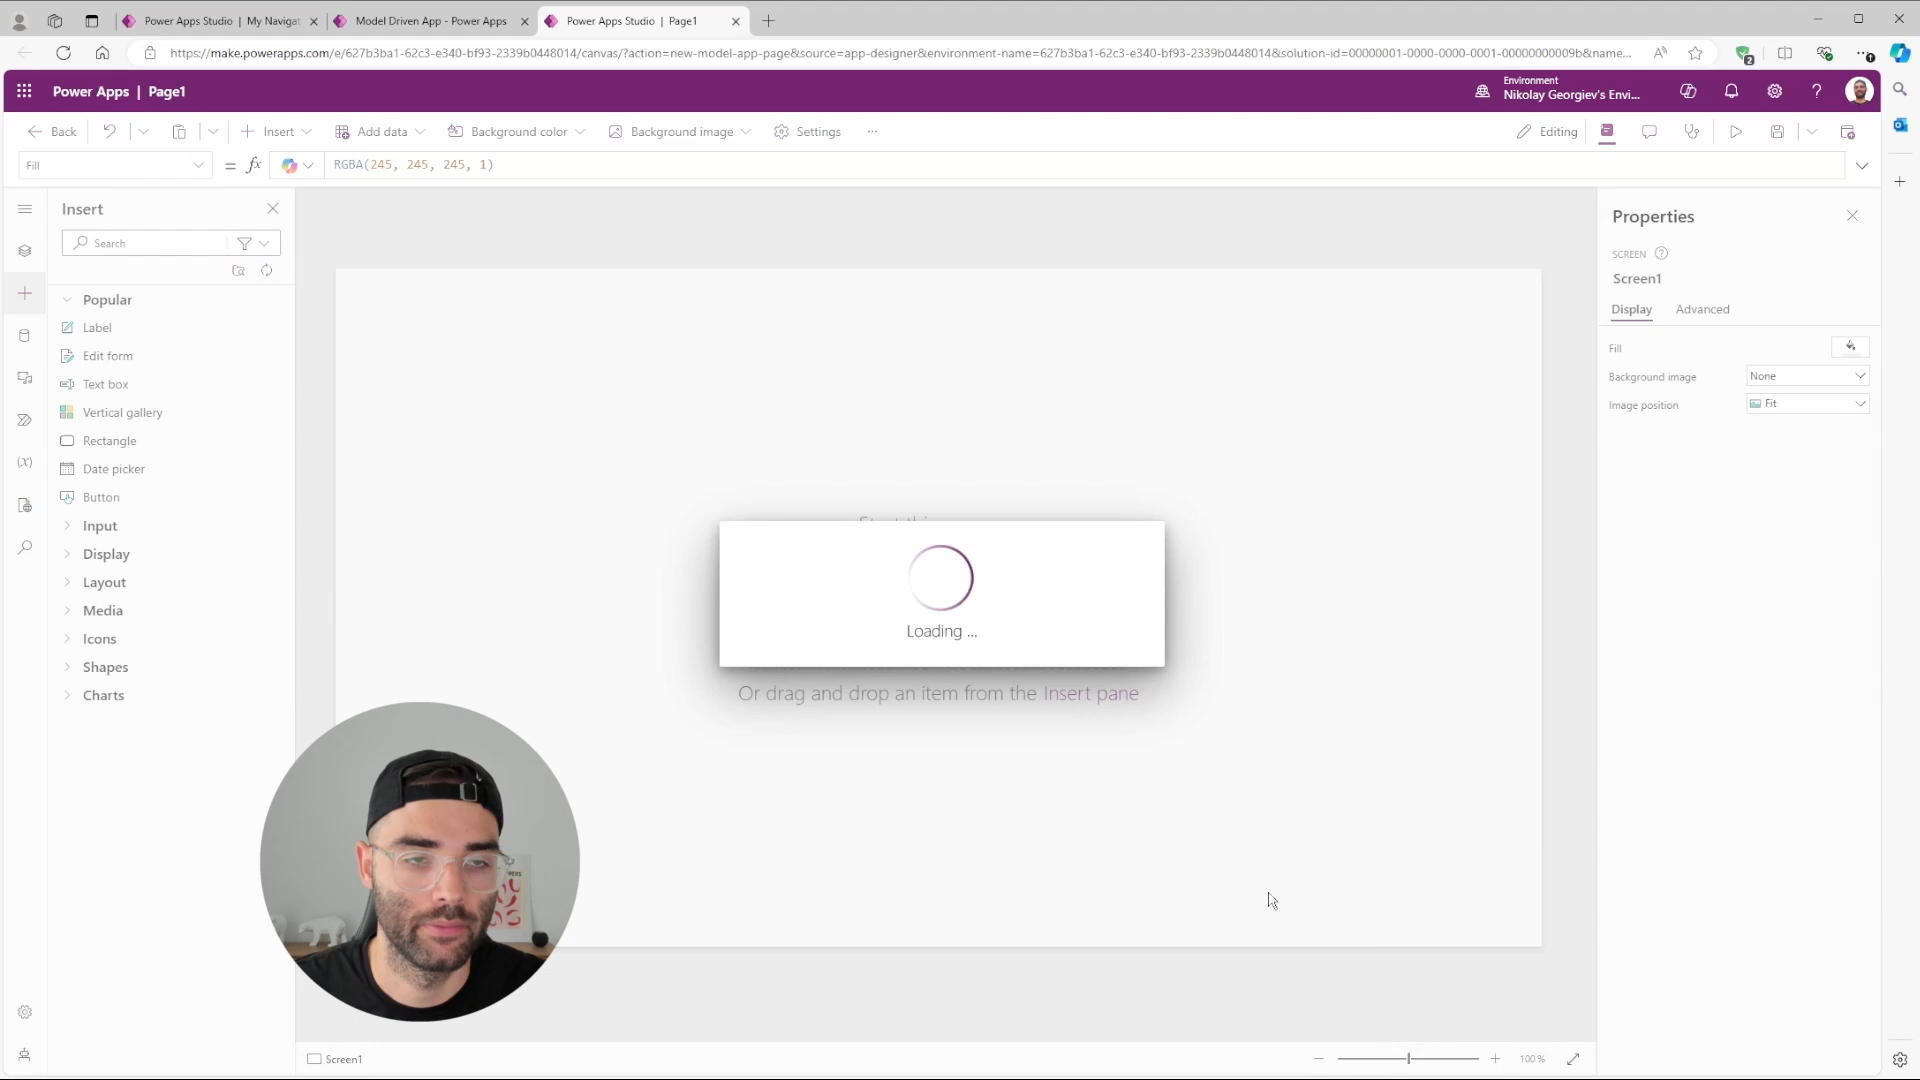 Power Apps Studio | My Navigat
Model Driven App - Power Apps
Power Apps Studio | Page1
https://make.powerapps.com/e/627b3ba1-62c3-e340-bf93-2339b0448014/canvas/?action=new-model-app-page&source=app-designer&environment-name=627b3ba1-62c3-e340-bf93-2339b0448014&solution-id=00000001-0000-0000-0001-00000000009b&name...
2
Power Apps | Page1
Environment
Nikolay Georgiev's Envi...
Back
Insert
Add data
Background color
Background image
Settings
...
Editing
Fill
= fx
RGBA(245, 245, 245, 1)
Insert
Search
Popular
Label
Edit form
Text box
Vertical gallery
Rectangle
Date picker
Button
Input
Display
Layout
Media
Icons
Shapes
Charts
Loading ...
Or drag and drop an item from the Insert pane
Properties
SCREEN
Screen1
Display
Advanced
Fill
Background image
None
Image position
Fit
Screen1
100 %